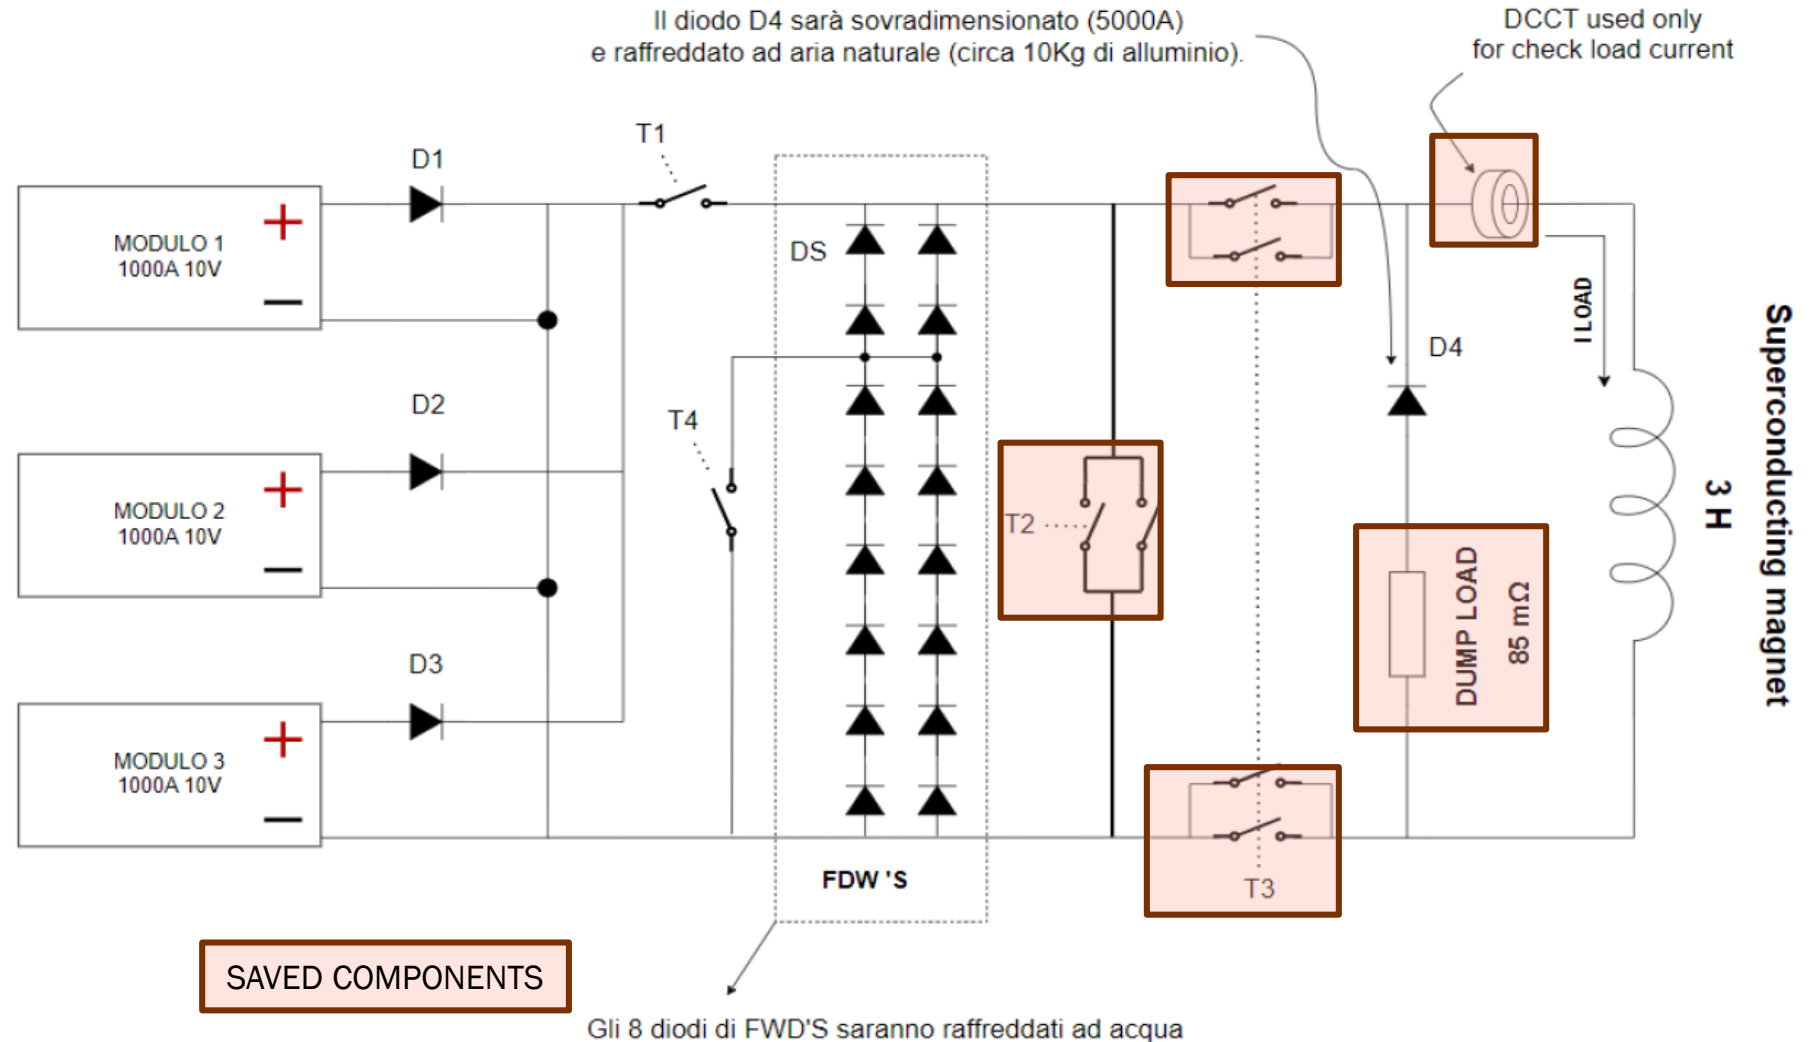 Il diodo D4 sarà sovradimensionato (5000A)
e raffreddato ad aria naturale (circa 10Kg di alluminio).
DCCT used only
for check load current
T1
D1
+
MODULO 1
1000A 10V
−
DS
I LOAD
D4
D2
T4
+
MODULO 2
1000A 10V
−
T2
3 H
Superconducting magnet
DUMP LOAD
85 mΩ
D3
+
MODULO 3
1000A 10V
−
FDW 'S
T3
SAVED COMPONENTS
Gli 8 diodi di FWD'S saranno raffreddati ad acqua